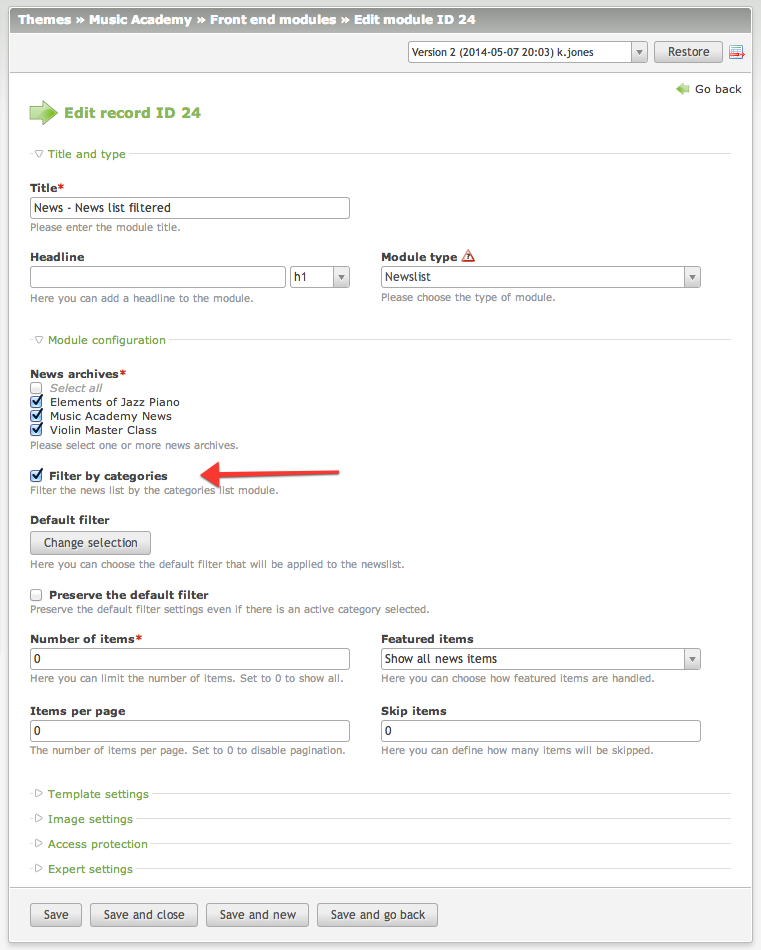 Themes » Music Academy » Front end modules » Edit module ID 24
Version 2 (2014-05-07 20:03) k.jones
Restore
Go back
Edit record ID 24
Title and type
Title*
News - News list filtered
Please enter the module title.
Headline
Module type
h1
Newslist
Here you can add a headline to the module.
Please choose the type of module.
Module configuration
News archives*
Select all
Elements of Jazz Piano
Music Academy News
Violin Master Class
Please select one or more news archives.
Filter by categories
Filter the news list by the categories list module.
Default filter
Change selection
Here you can choose the default filter that will be applied to the newslist.
Preserve the default filter
Preserve the default filter settings even if there is an active category selected.
Number of items*
Featured items
0
Show all news items
Here you can limit the number of items. Set to 0 to show all.
Here you can choose how featured items are handled.
Items per page
Skip items
0
0
The number of items per page. Set to 0 to disable pagination.
Here you can define how many items will be skipped.
Template settings
Image settings
Access protection
Expert settings
Save
Save and close
Save and new
Save and go back